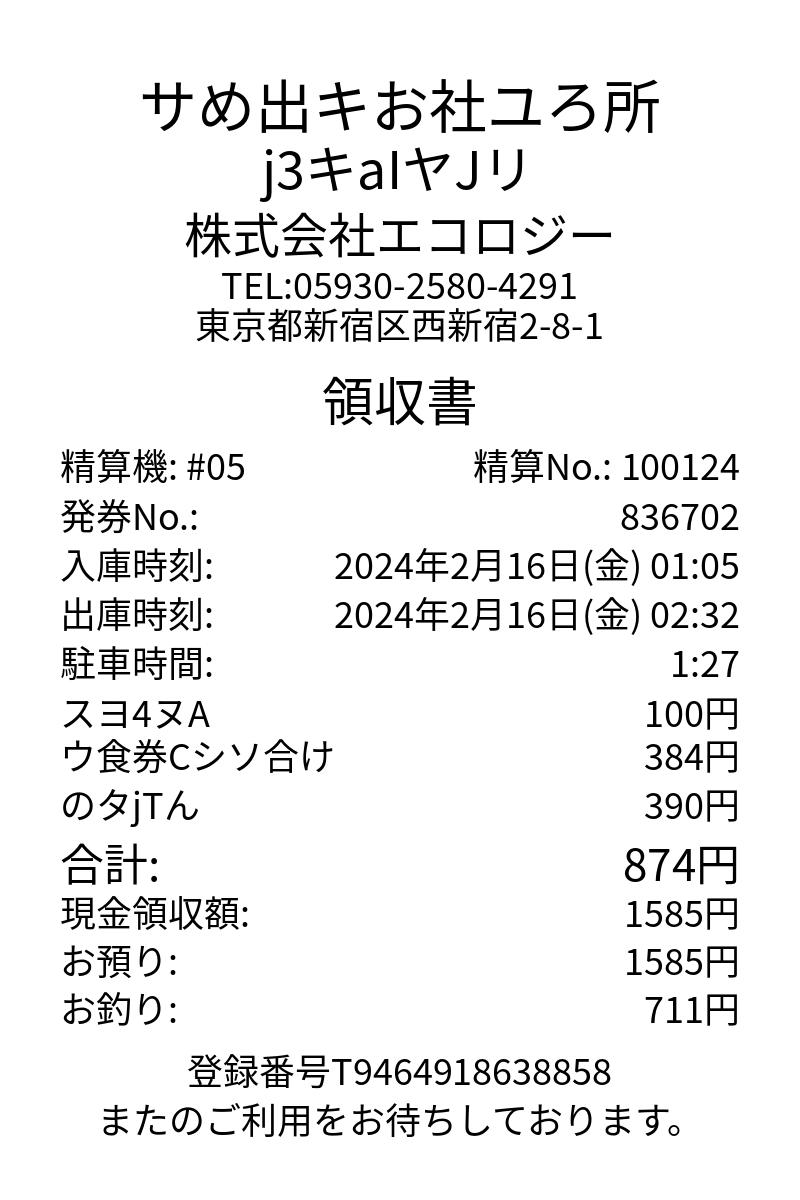 サめ出キお社ユろ所
j3キaIヤJリ
株式会社エコロジー
TEL:05930-2580-4291
東京都新宿区西新宿2-8-1
領収書
精算機: #05 精算No.: 100124
発券No.: 836702
入庫時刻: 2024年2月16日(金) 01:05
出庫時刻: 2024年2月16日(金) 02:32
駐車時間: 1:27
スヨ4ヌA 100円
ウ食券Cシソ合け 384円
のタjTん 390円
合計: 874円
現金領収額: 1585円
お預り: 1585円
お釣り: 711円
登録番号T9464918638858
またのご利用をお待ちしております。